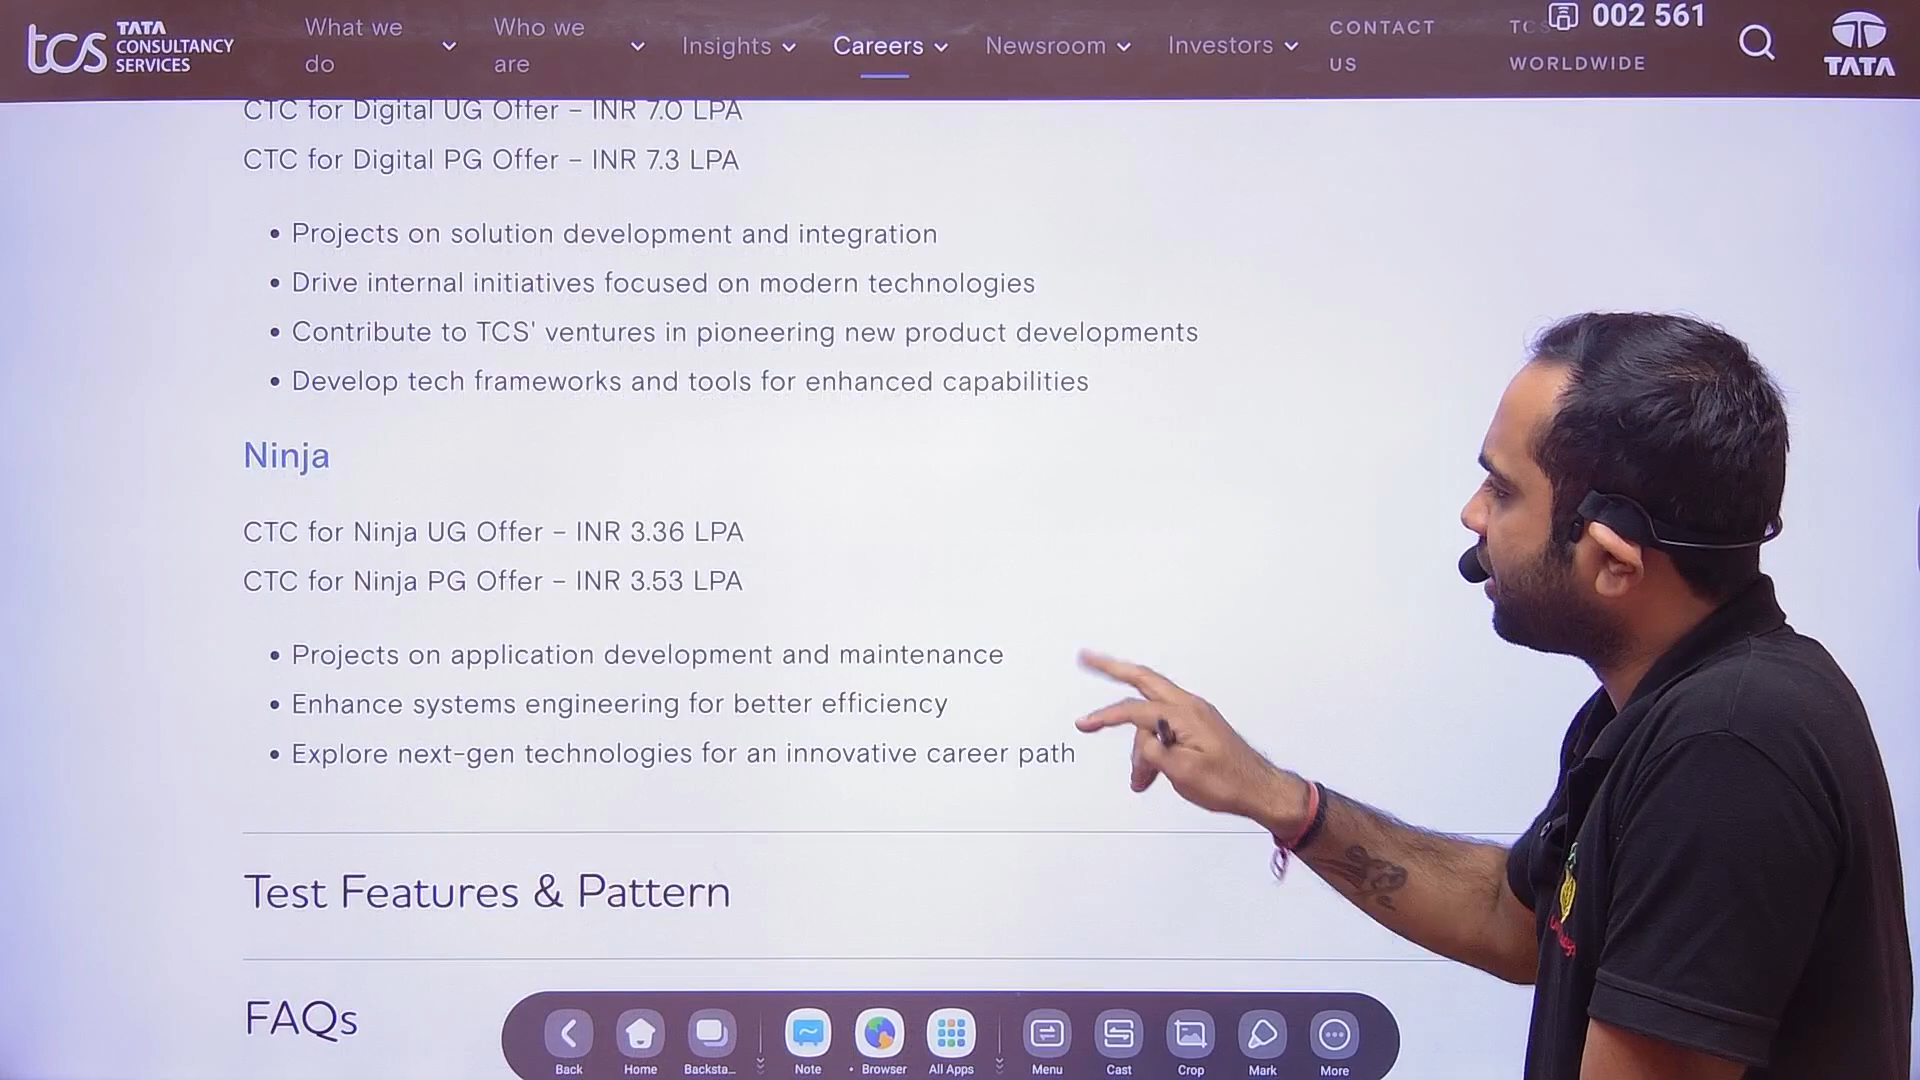 tcs TATA CONSULTANCY SERVICES
What we do
Who we are
Insights
Careers
Newsroom
Investors
CONTACT US
TCS WORLDWIDE
002 561
TATA
CTC for Digital UG Offer – INR 7.0 LPA
CTC for Digital PG Offer – INR 7.3 LPA
• Projects on solution development and integration
• Drive internal initiatives focused on modern technologies
• Contribute to TCS' ventures in pioneering new product developments
• Develop tech frameworks and tools for enhanced capabilities
Ninja
CTC for Ninja UG Offer – INR 3.36 LPA
CTC for Ninja PG Offer – INR 3.53 LPA
• Projects on application development and maintenance
• Enhance systems engineering for better efficiency
• Explore next-gen technologies for an innovative career path
Test Features & Pattern
FAQs
Back
Home
Backsta...
Note
• Browser
All Apps
Menu
Cast
Crop
Mark
More